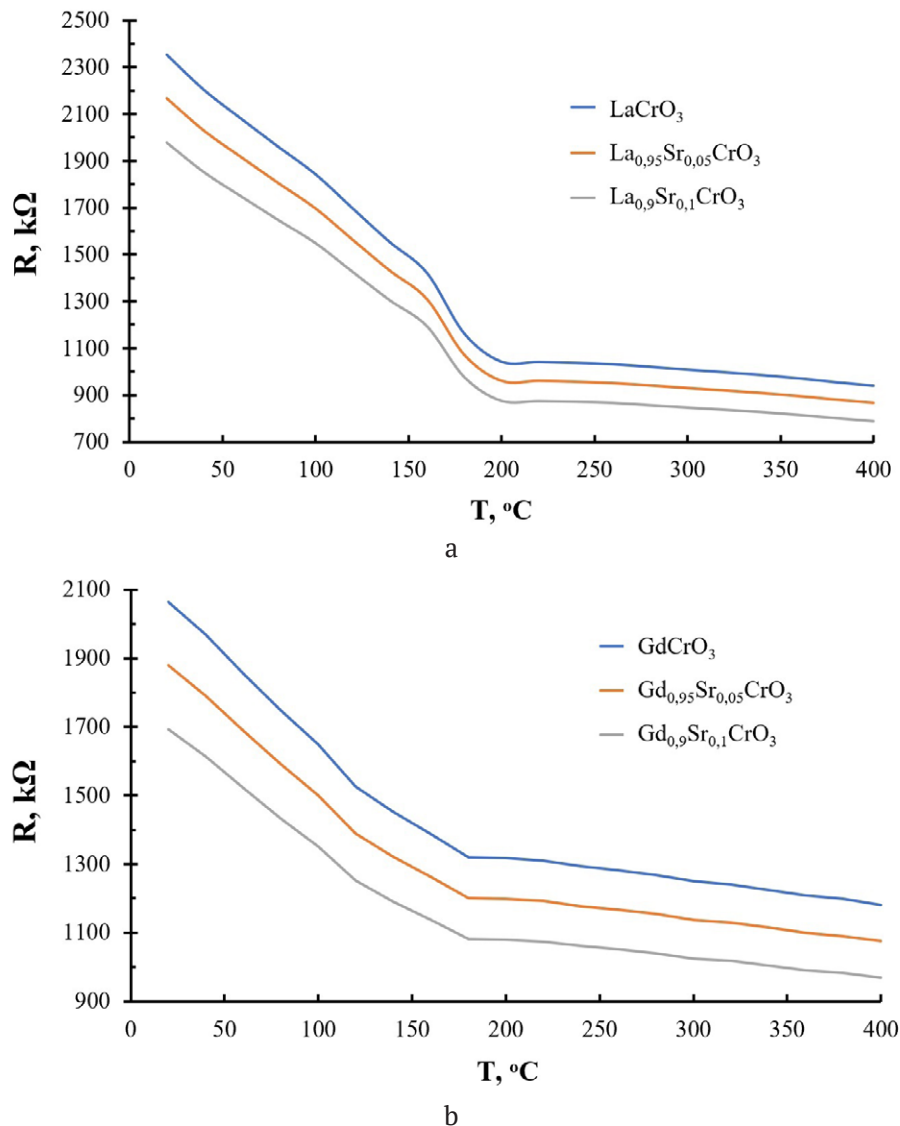 2500
2300
2100
1900
1700
1500
1300
1100
900
700
R, kΩ
LaCrO₃
La₀,₉₅Sr₀,₀₅CrO₃
La₀,₉Sr₀,₁CrO₃
0 50 100 150 200 250 300 350 400
T, °C
a
2100
1900
1700
1500
1300
1100
900
R, kΩ
GdCrO₃
Gd₀,₉₅Sr₀,₀₅CrO₃
Gd₀,₉Sr₀,₁CrO₃
0 50 100 150 200 250 300 350 400
T, °C
b